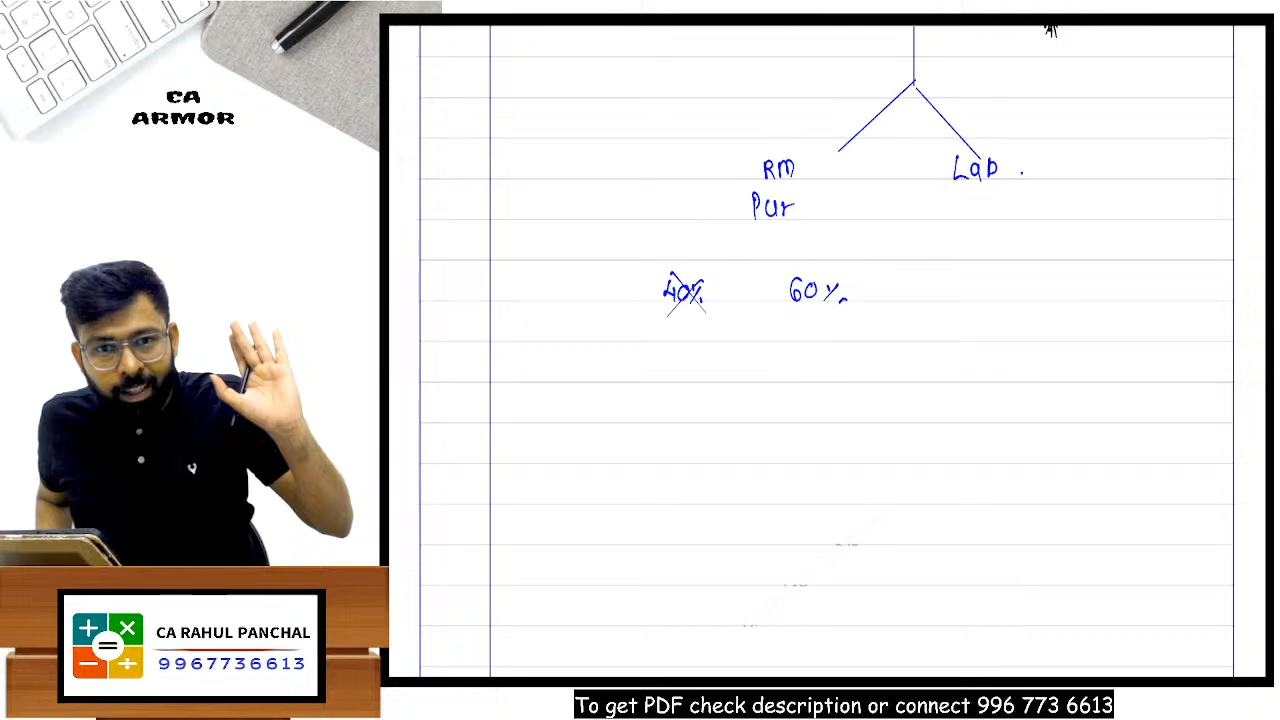 CA
ARMOR
RM
Pur
Lab .
40%
60%
CA RAHUL PANCHAL
9967736613
To get PDF check description or connect 996 773 6613